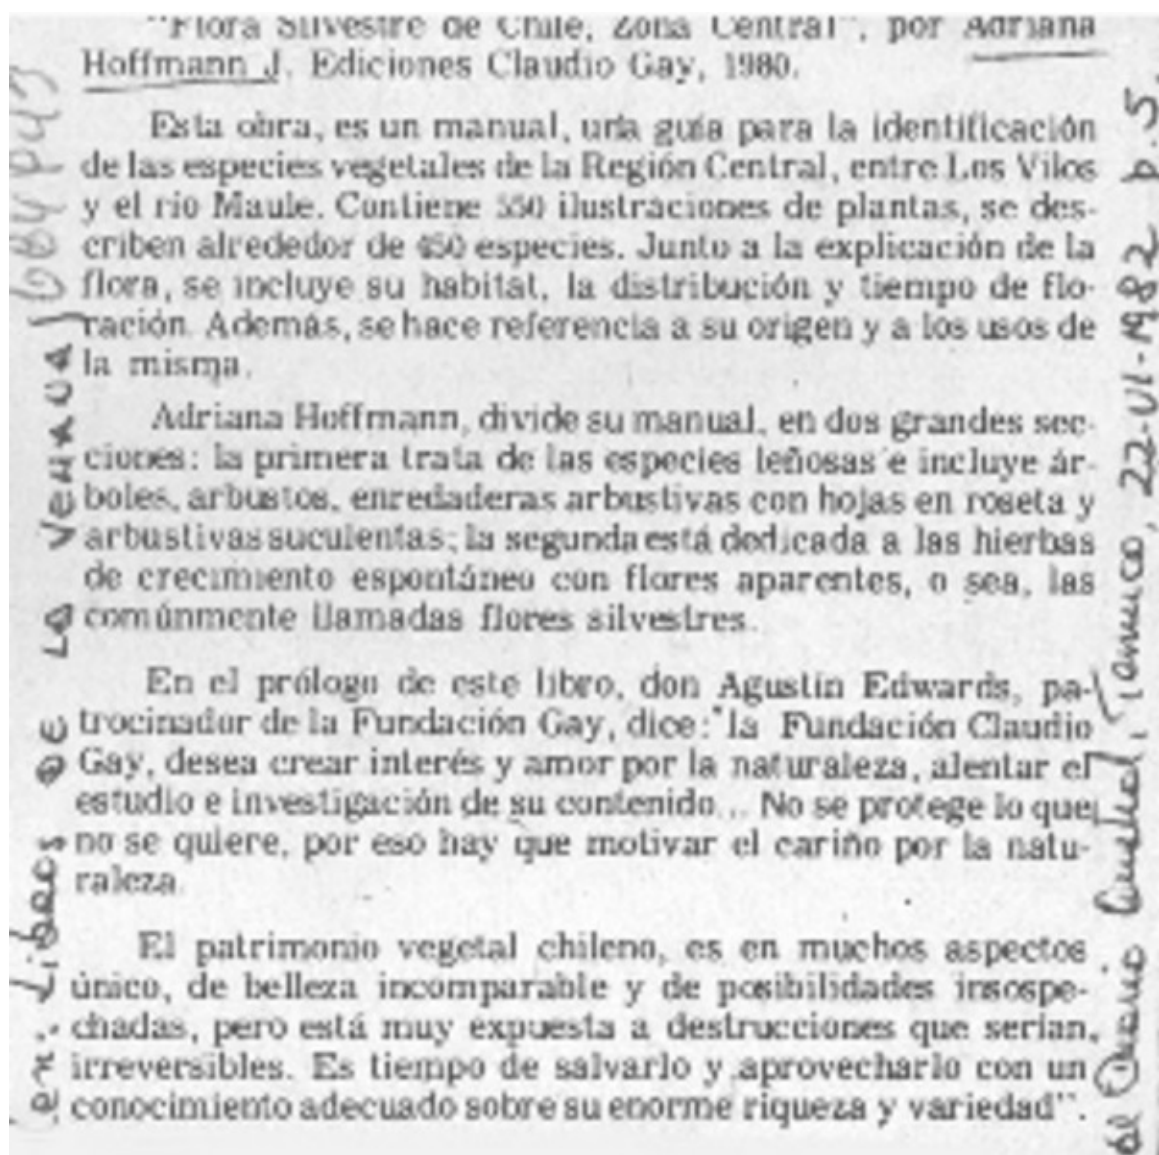 "Flora Silvestre de Chile, Zona Central", por Adriana
Hoffmann J. Ediciones Claudio Gay, 1980.
Esta obra, es un manual, una guía para la identificación
de las especies vegetales de la Región Central, entre Los Vilos
y el río Maule. Contiene 550 ilustraciones de plantas, se des-
criben alrededor de 450 especies. Junto a la explicación de la
flora, se incluye su habitat, la distribución y tiempo de flo-
ración. Además, se hace referencia a su origen y a los usos de
la misma.
Adriana Hoffmann, divide su manual, en dos grandes sec-
ciones: la primera trata de las especies leñosas e incluye ár-
boles, arbustos, enredaderas arbustivas con hojas en roseta y
arbustivas suculentas; la segunda está dedicada a las hierbas
de crecimiento espontáneo con flores aparentes, o sea, las
comúnmente llamadas flores silvestres.
En el prólogo de este libro, don Agustín Edwards, pa-
trocinador de la Fundación Gay, dice: "la Fundación Claudio
Gay, desea crear interés y amor por la naturaleza, alentar el
estudio e investigación de su contenido... No se protege lo que
no se quiere, por eso hay que motivar el cariño por la natu-
raleza.
El patrimonio vegetal chileno, es en muchos aspectos
único, de belleza incomparable y de posibilidades insospe-
chadas, pero está muy expuesta a destrucciones que serían,
irreversibles. Es tiempo de salvarlo y aprovecharlo con un
conocimiento adecuado sobre su enorme riqueza y variedad".
en: Libros de la semana
El Diario Austral, Temuco, 22-VI-1982 p.5.